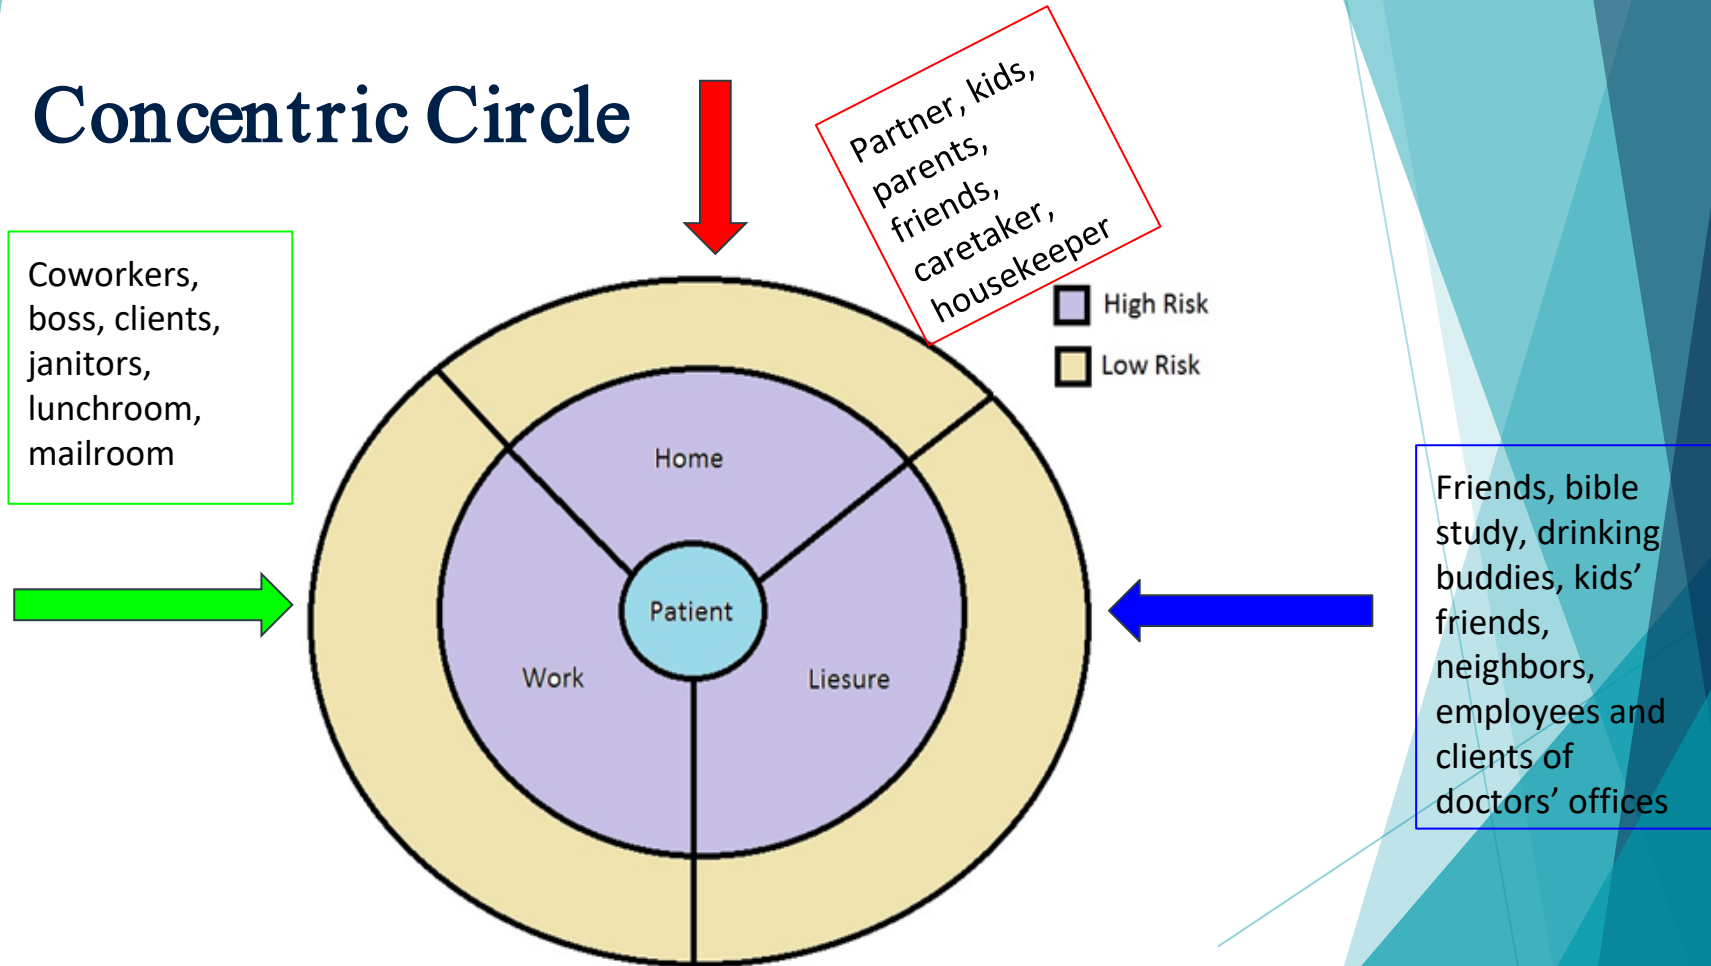 Concentric Circle
Partner, kids,
parents,
friends,
caretaker,
housekeeper
Coworkers,
boss, clients,
janitors,
lunchroom,
mailroom
High Risk
Low Risk
Home
Patient
Work
Liesure
Friends, bible
study, drinking
buddies, kids’
friends,
neighbors,
employees and
clients of
doctors’ offices